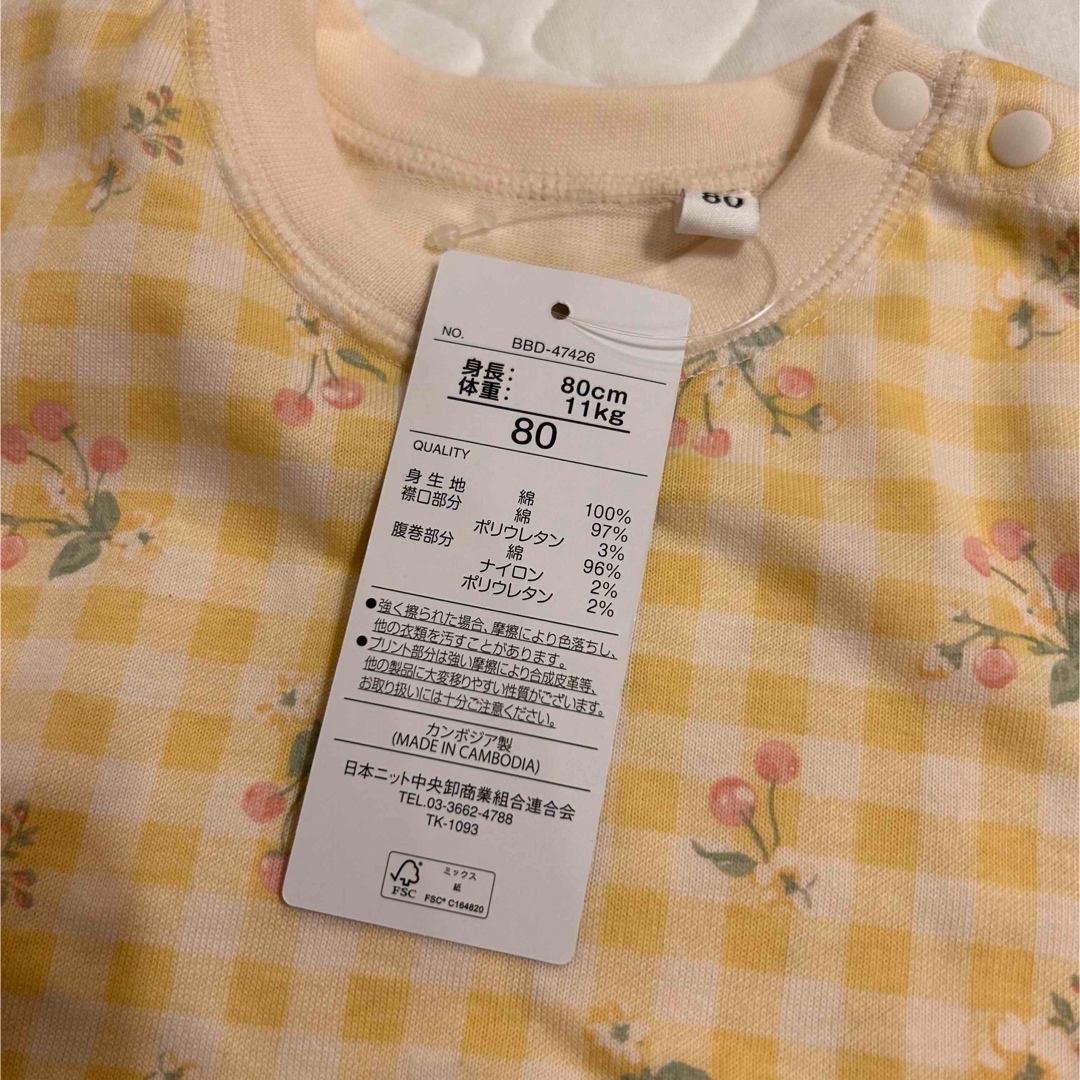 80
NO. BBD-47426
身長: 80cm
体重: 11kg
80
QUALITY
身生地 綿 100%
襟口部分 綿 97%
ポリウレタン 3%
腹巻部分 綿 96%
ナイロン 2%
ポリウレタン 2%
●強く擦られた場合、摩擦により色落ちし、
他の衣類を汚すことがあります。
●プリント部分は強い摩擦により合成皮革等、
他の製品に大変移りやすい性質がございます。
お取り扱いには十分ご注意ください。
カンボジア製
(MADE IN CAMBODIA)
日本ニット中央卸商業組合連合会
TEL.03-3662-4788
TK-1093
FSC
ミックス
紙
FSC® C164820